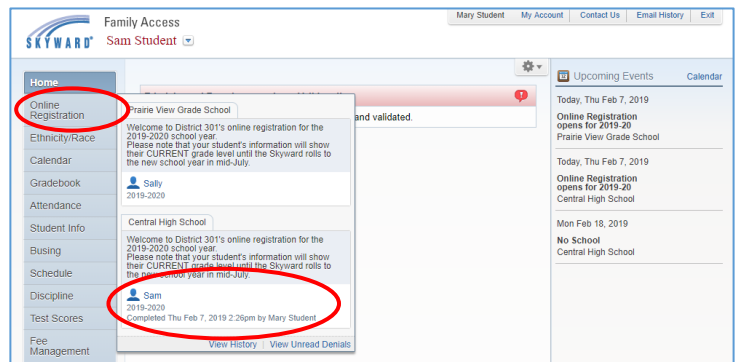 Family Access
Mary Student My Account Contact Us Email History Exit
SKYWARD®
Sam Student
Home
Online
Registration
Ethnicity/Race
Calendar
Gradebook
Attendance
Student Info
Busing
Schedule
Discipline
Test Scores
Fee
Management
and validated.
Prairie View Grade School
Welcome to District 301's online registration for the
2019-2020 school year.
Please note that your student's information will show
their CURRENT grade level until the Skyward rolls to
the new school year in mid-July.
Sally
2019-2020
Central High School
Welcome to District 301's online registration for the
2019-2020 school year.
Please note that your student's information will show
their CURRENT grade level until the Skyward rolls to
the new school year in mid-July.
Sam
2019-2020
Completed Thu Feb 7, 2019 2:26pm by Mary Student
View History View Unread Denials
Upcoming Events Calendar
Today, Thu Feb 7, 2019
Online Registration
opens for 2019-20
Prairie View Grade School
Today, Thu Feb 7, 2019
Online Registration
opens for 2019-20
Central High School
Mon Feb 18, 2019
No School
Central High School